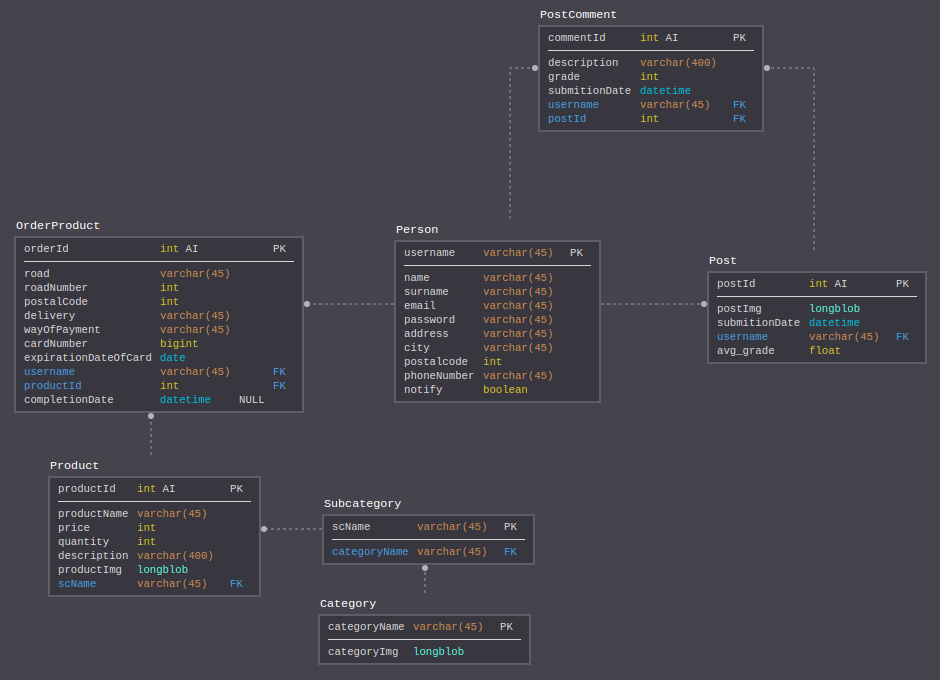 PostComment
commentId int AI PK
description varchar(400)
grade int
submitionDate datetime
username varchar(45) FK
postId int FK
OrderProduct
orderId int AI PK
road varchar(45)
roadNumber int
postalCode int
delivery varchar(45)
wayOfPayment varchar(45)
cardNumber bigint
expirationDateOfCard date
username varchar(45) FK
productId int FK
completionDate datetime NULL
Person
username varchar(45) PK
name varchar(45)
surname varchar(45)
email varchar(45)
password varchar(45)
address varchar(45)
city varchar(45)
postalcode int
phoneNumber varchar(45)
notify boolean
Post
postId int AI PK
postImg longblob
submitionDate datetime
username varchar(45) FK
avg_grade float
Product
productId int AI PK
productName varchar(45)
price int
quantity int
description varchar(400)
productImg longblob
scName varchar(45) FK
Subcategory
scName varchar(45) PK
categoryName varchar(45) FK
Category
categoryName varchar(45) PK
categoryImg longblob